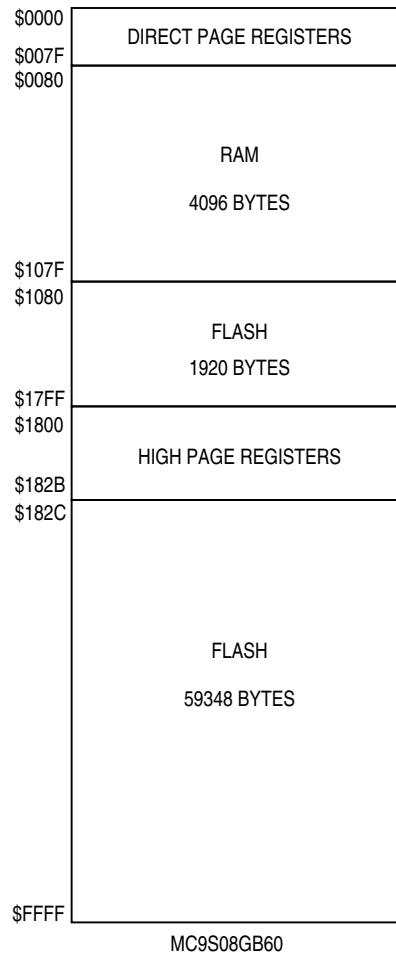 $0000
DIRECT PAGE REGISTERS
$007F
$0080
RAM
4096 BYTES
$107F
$1080
FLASH
1920 BYTES
$17FF
$1800
HIGH PAGE REGISTERS
$182B
$182C
FLASH
59348 BYTES
$FFFF
MC9S08GB60